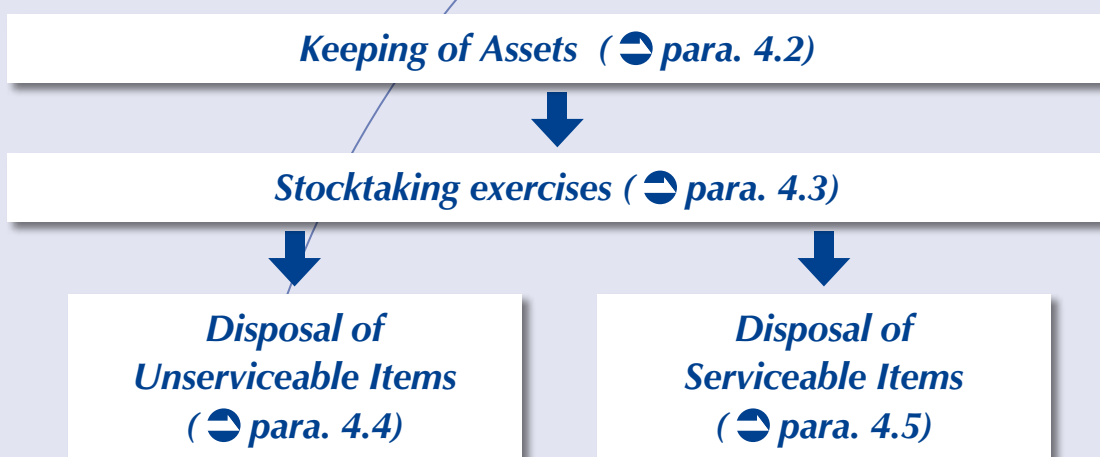 Keeping of Assets ( ➲ para. 4.2)
Stocktaking exercises ( ➲ para. 4.3)
Disposal of
Unserviceable Items
( ➲ para. 4.4)
Disposal of
Serviceable Items
( ➲ para. 4.5)